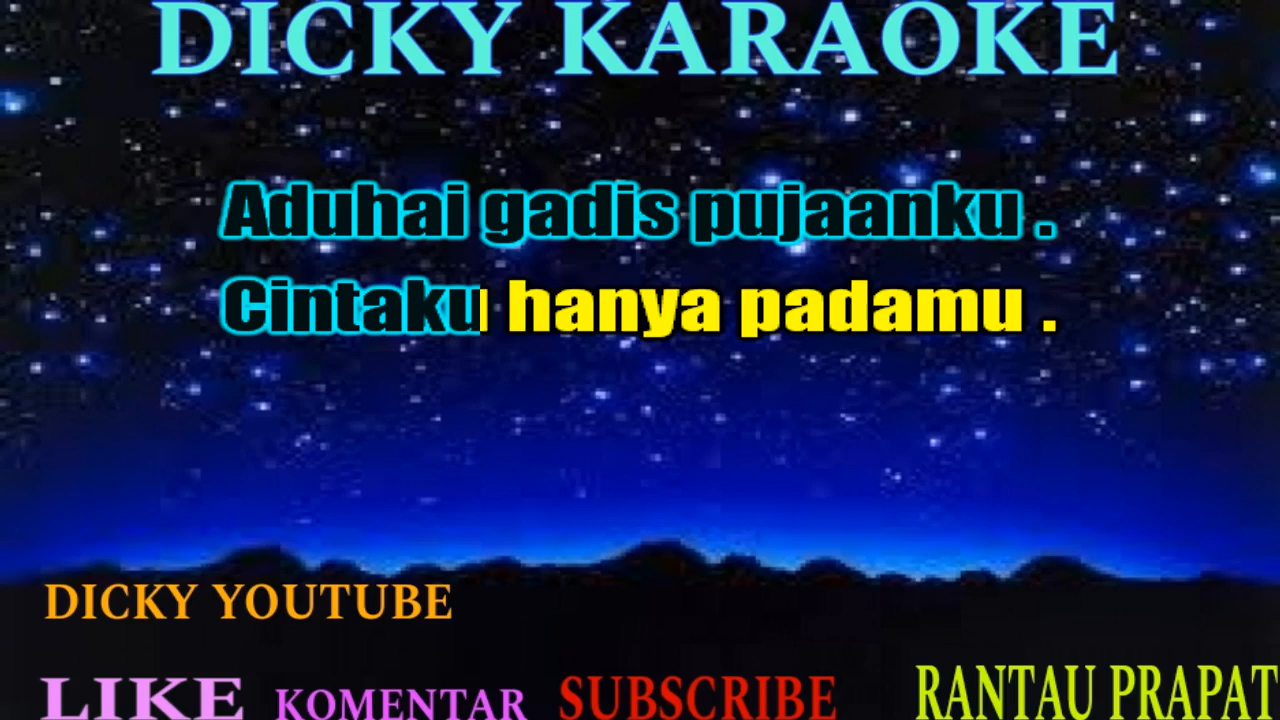 DICKY KARAOKE
Aduhai gadis pujaanku .
Cintaku hanya padamu .
DICKY YOUTUBE
LIKE KOMENTAR SUBSCRIBE RANTAU PRAPAT